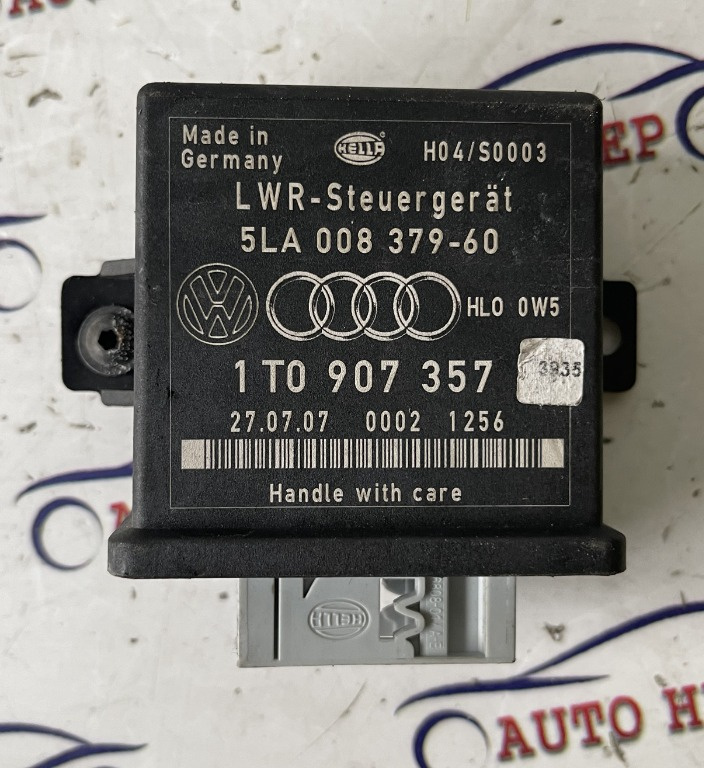 Made in
Germany
HELLA
H04/S0003
LWR-Steuergerät
5LA 008 379-60
HLO 0W5
1T0 907 357
3835
27.07.07 0002 1256
Handle with care
HELLA
AUTO